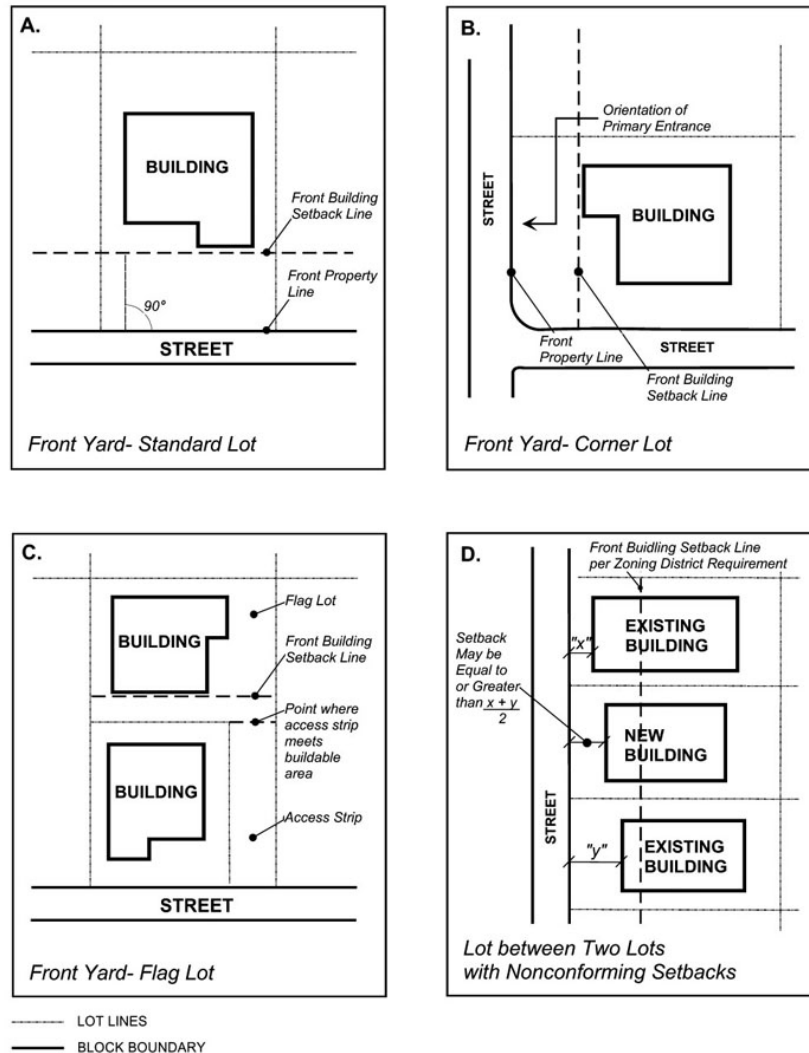 A.
BUILDING
Front Building
Setback Line
Front Property
Line
90°
STREET
Front Yard- Standard Lot
B.
Orientation of
Primary Entrance
STREET
BUILDING
STREET
Front
Property Line
Front Building
Setback Line
Front Yard- Corner Lot
C.
Flag Lot
BUILDING
Front Building
Setback Line
Point where
access strip
meets
buildable
area
BUILDING
Access Strip
STREET
Front Yard- Flag Lot
D.
Front Buidling Setback Line
per Zoning District Requirement
"x"
EXISTING
BUILDING
Setback
May be
Equal to
or Greater
than x + y
2
NEW
BUILDING
STREET
"y"
EXISTING
BUILDING
Lot between Two Lots
with Nonconforming Setbacks
LOT LINES
BLOCK BOUNDARY